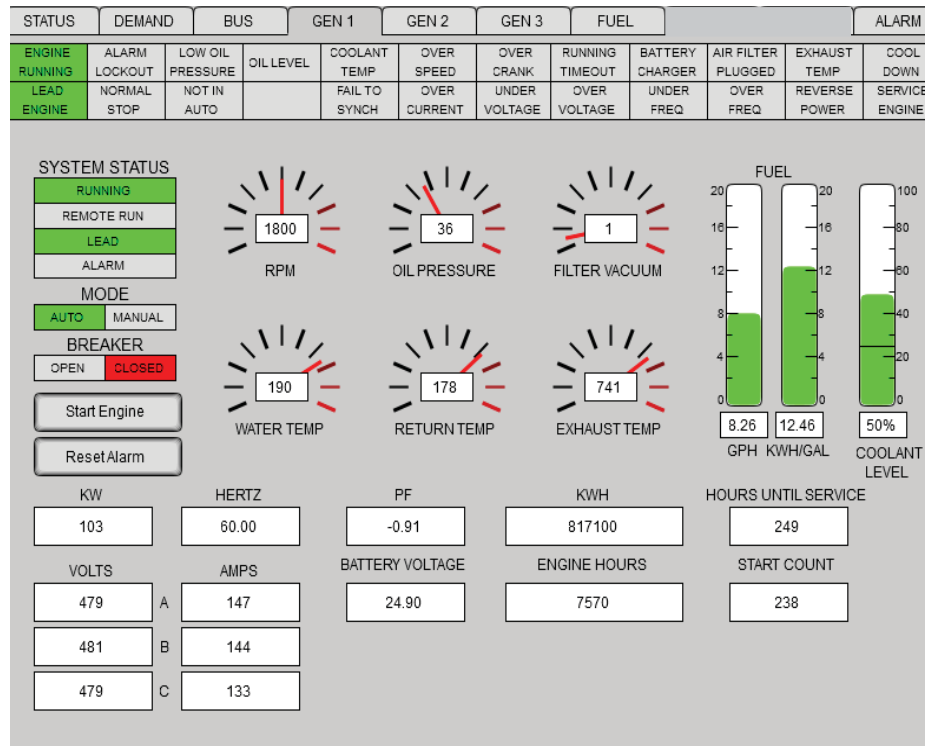 STATUS DEMAND BUS GEN 1 GEN 2 GEN 3 FUEL ALARM
ENGINE RUNNING ALARM LOCKOUT LOW OIL PRESSURE OIL LEVEL COOLANT TEMP OVER SPEED OVER CRANK RUNNING TIMEOUT BATTERY CHARGER AIR FILTER PLUGGED EXHAUST TEMP COOL DOWN
LEAD ENGINE NORMAL STOP NOT IN AUTO FAIL TO SYNCH OVER CURRENT UNDER VOLTAGE OVER VOLTAGE UNDER FREQ OVER FREQ REVERSE POWER SERVICE ENGINE
SYSTEM STATUS
RUNNING
REMOTE RUN
LEAD
ALARM
MODE
AUTO MANUAL
BREAKER
OPEN CLOSED
Start Engine
Reset Alarm
1800
RPM
36
OIL PRESSURE
1
FILTER VACUUM
190
WATER TEMP
178
RETURN TEMP
741
EXHAUST TEMP
FUEL
20 20 100
16 16 80
12 12 60
8 8 40
4 4 20
0 0 0
8.26 12.46 50%
GPH KWH/GAL COOLANT
LEVEL
KW HERTZ PF KWH HOURS UNTIL SERVICE
103 60.00 -0.91 817100 249
VOLTS AMPS BATTERY VOLTAGE ENGINE HOURS START COUNT
479 A 147 24.90 7570 238
481 B 144
479 C 133